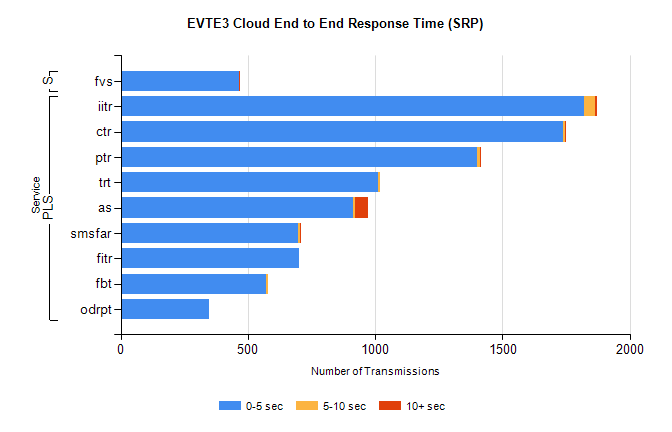 EVTE3 Cloud End to End Response Time (SRP)
Service
S
PLS
fvs
iitr
ctr
ptr
trt
as
smsfar
fitr
fbt
odrpt
0 500 1000 1500 2000
Number of Transmissions
0-5 sec 5-10 sec 10+ sec